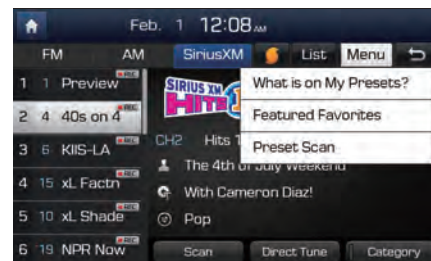 Feb. 1 12:08 AM
FM AM SiriusXM List Menu
1 1 Preview REC
2 4 40s on 4 REC
3 6 KIIS-LA REC
4 15 xL Factn REC
5 10 xL Shade REC
6 19 NPR Now REC
SIRIUS XM
HITS 1
CH2 Hits 1
The 4th of July Weekend
With Cameron Diaz!
Pop
What is on My Presets?
Featured Favorites
Preset Scan
Scan Direct Tune Category